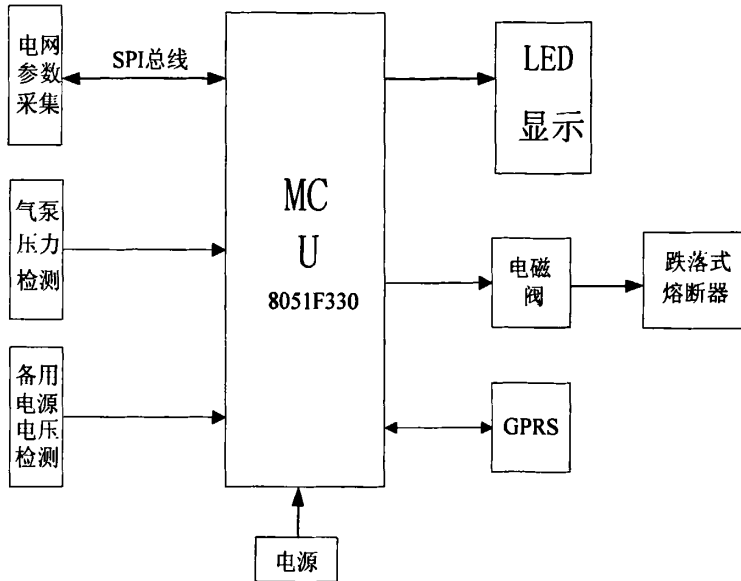 电网
参数
采集
SPI总线
LED
显示
气泵
压力
检测
MC
U
8051F330
电磁
阀
跌落式
熔断器
备用
电源
电压
检测
GPRS
电源